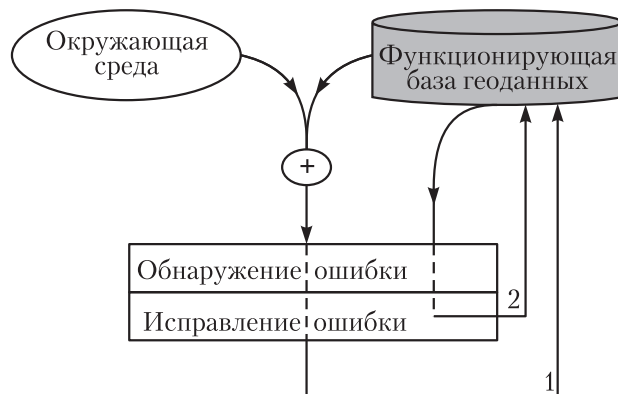 Окружающая
среда
Функционирующая
база геоданных
+
Обнаружение ошибки
Исправление ошибки
2
1